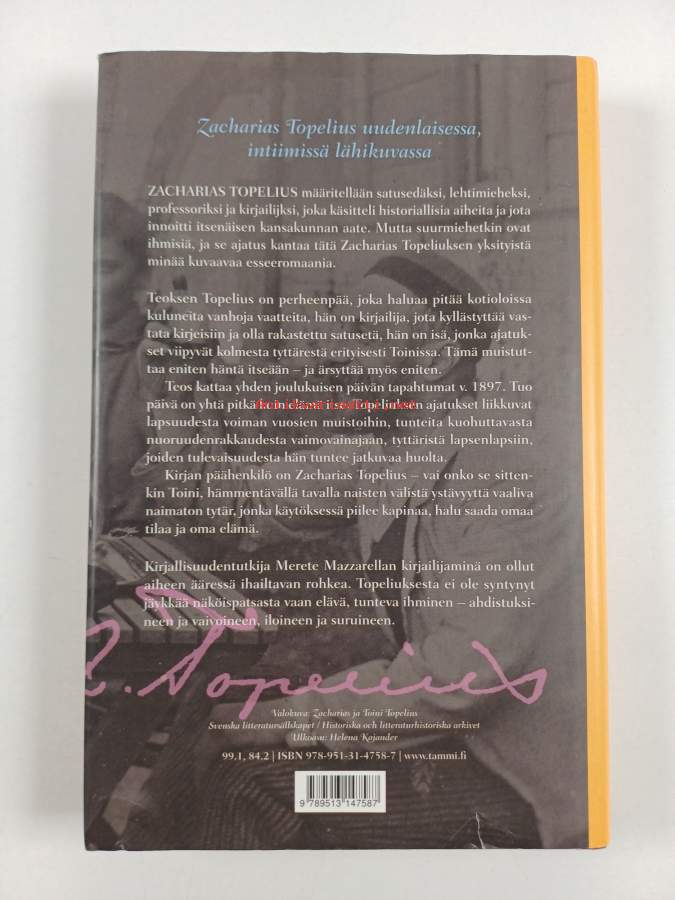 Zacharias Topelius uudenlaisessa,
intiimissä lähikuvassa
ZACHARIAS TOPELIUS määritellään satusedäksi, lehtimieheksi,
professoriksi ja kirjailijksi, joka käsitteli historiallisia aiheita ja jota
innoitti itsenäisen kansakunnan aate. Mutta suurmiehetkin ovat
ihmisiä, ja se ajatus kantaa tätä Zacharias Topeliuksen yksityistä
minää kuvaavaa esseeromaania.
Teoksen Topelius on perheenpää, joka haluaa pitää kotioloissa
kuluneita vanhoja vaatteita, hän on kirjailija, jota kyllästyttää vas-
tata kirjeisiin ja olla rakastettu satusetä, hän on isä, jonka ajatuk-
set viipyvät kolmesta tyttärestä erityisesti Toinissa. Tämä muistut-
taa eniten häntä itseään – ja ärsyttää myös eniten.
Teos kattaa yhden joulukuisen päivän tapahtumat v. 1897. Tuo
päivä on yhtä pitkä kuin elämä itse. Topeliuksen ajatukset liikkuvat
lapsuudesta voiman vuosien muistoihin, tunteita kuohuttavasta
nuoruudenrakkaudesta vaimovainajaan, tyttäristä lapsenlapsiin,
joiden tulevaisuudesta hän tuntee jatkuvaa huolta.
Kirjan päähenkilö on Zacharias Topelius – vai onko se sitten-
kin Toini, hämmentävällä tavalla naisten välistä ystävyyttä vaaliva
naimaton tytär, jonka käytöksessä piilee kapinaa, halu saada omaa
tilaa ja oma elämä.
Kirjallisuudentutkija Merete Mazzarellan kirjailijaminä on ollut
aiheen ääressä ihailtavan rohkea. Topeliuksesta ei ole syntynyt
jäykkää näköispatsasta vaan elävä, tunteva ihminen – ahdistuksi-
neen ja vaivoineen, iloineen ja suruineen.
Z. Topelius
Valokuva: Zacharias ja Toini Topelius
Svenska litteratursällskapet / Historiska och litteraturhistoriska arkivet
Ulkoasu: Helena Kajander
99.1, 84.2 | ISBN 978-951-31-4758-7 | www.tammi.fi
9 789513 147587